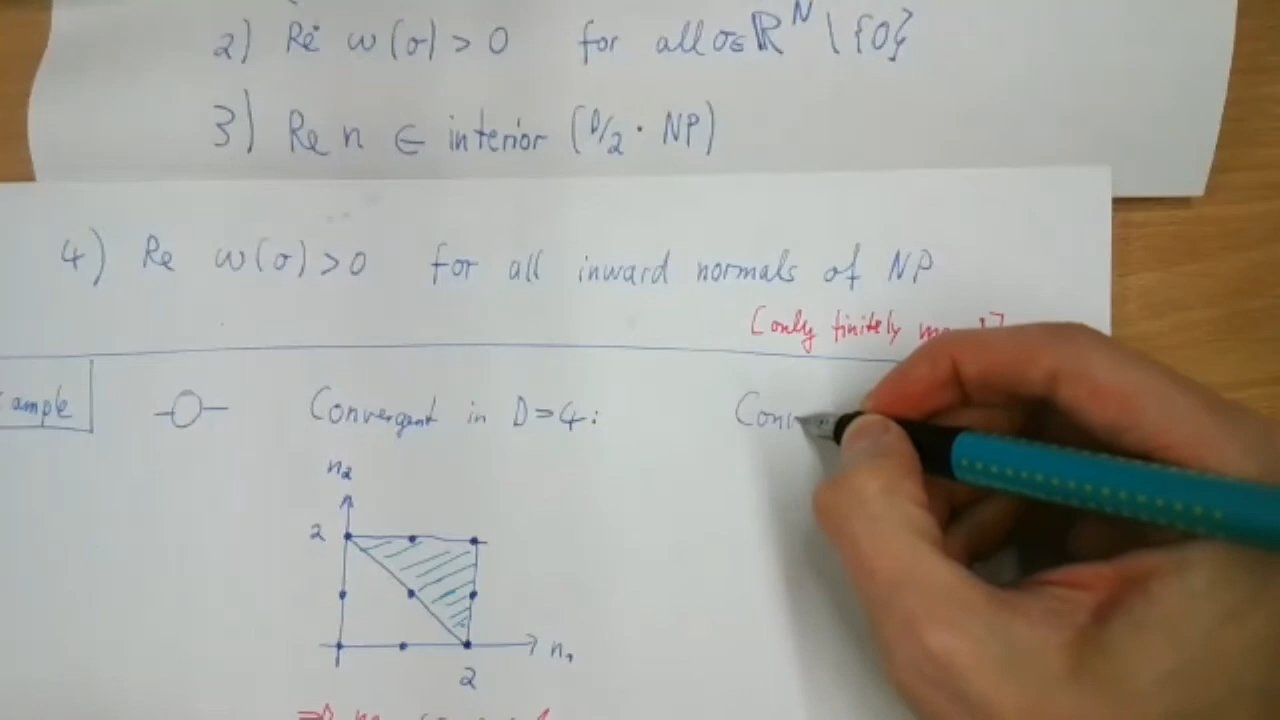 2) Re ω(σ) > 0 for all σ∈ℝ^N \ {0}
3) Re n ∈ interior (D/2 · NP)
4) Re ω(σ) > 0 for all inward normals of NP
[only finitely
ample
Convergent in D=4:
n₂
2
n₁
2